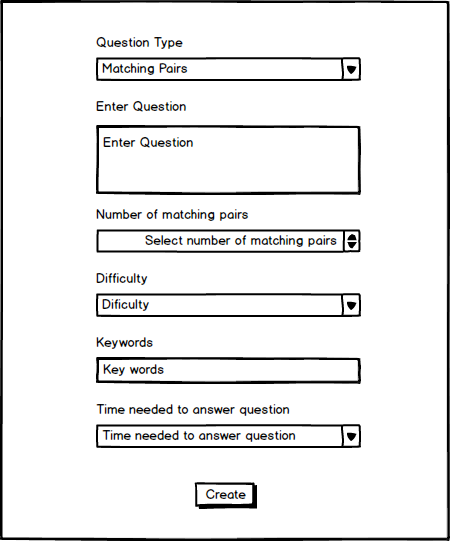 Question Type
Matching Pairs
Enter Question
Enter Question
Number of matching pairs
Select number of matching pairs
Difficulty
Dificulty
Keywords
Key words
Time needed to answer question
Time needed to answer question
Create